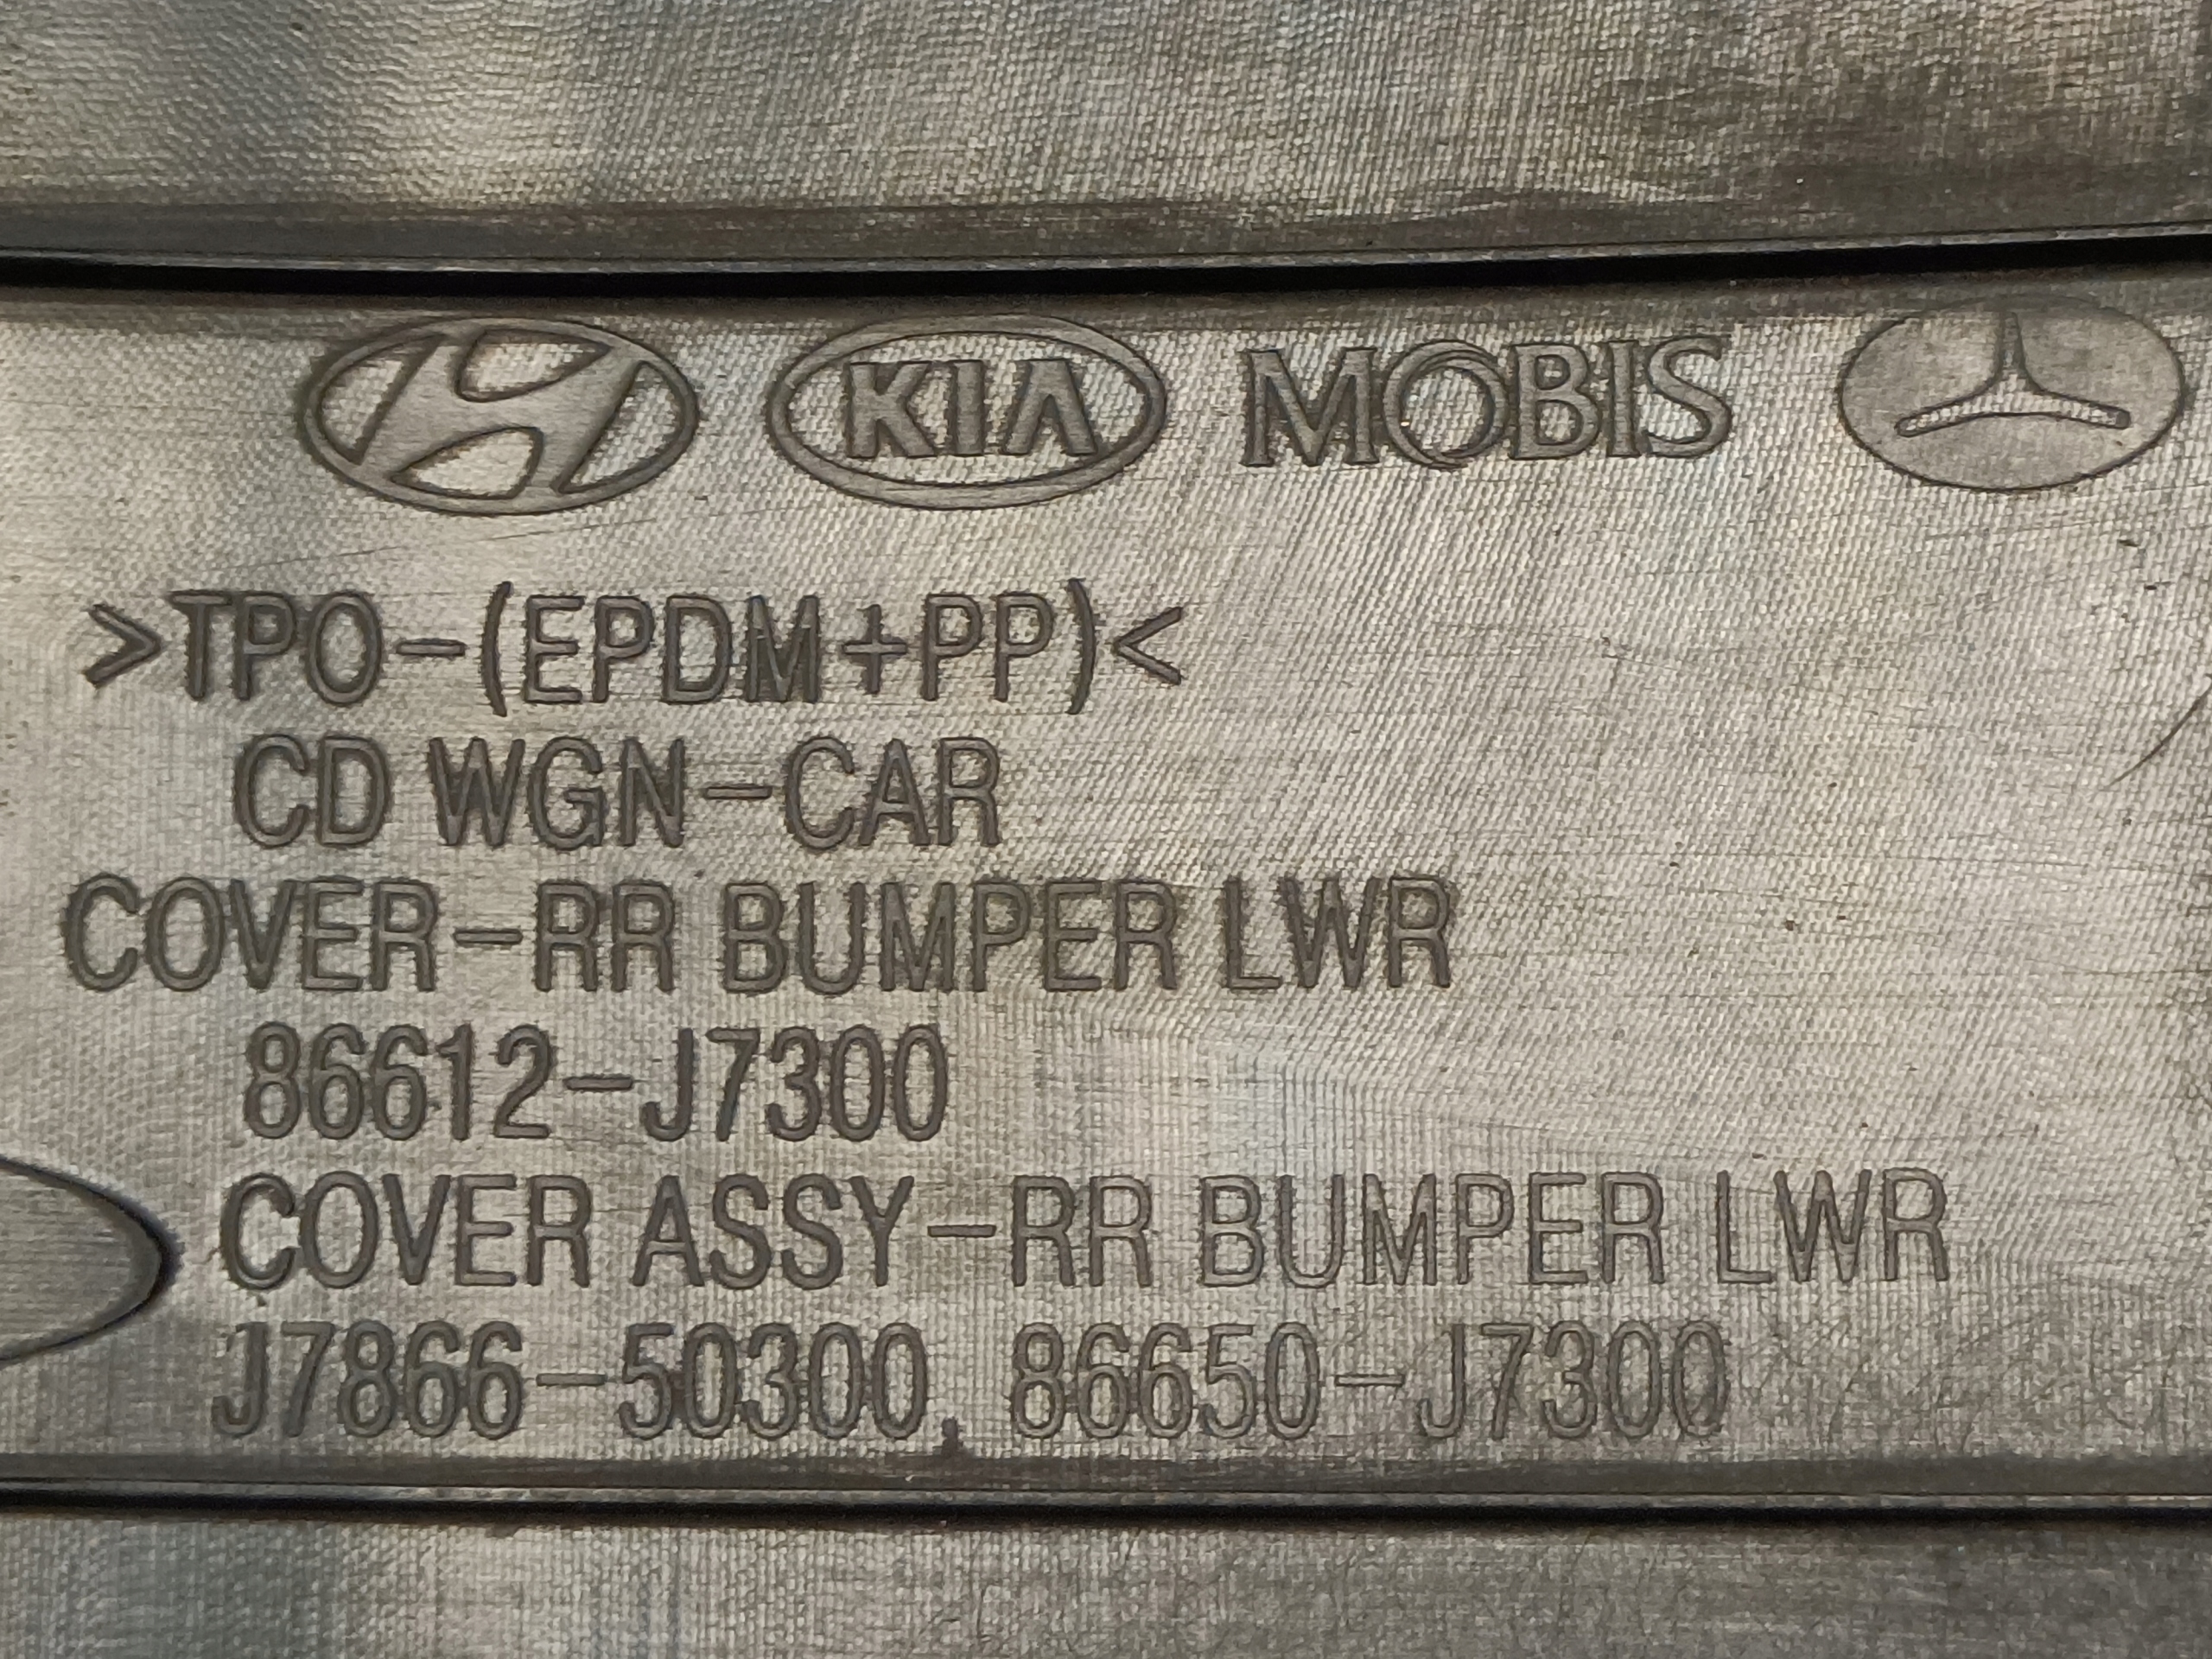 KIA MOBIS
>TPO-(EPDM+PP)<
CD WGN-CAR
COVER-RR BUMPER LWR
86612-J7300
COVER ASSY-RR BUMPER LWR
J7866-50300, 86650-J7300